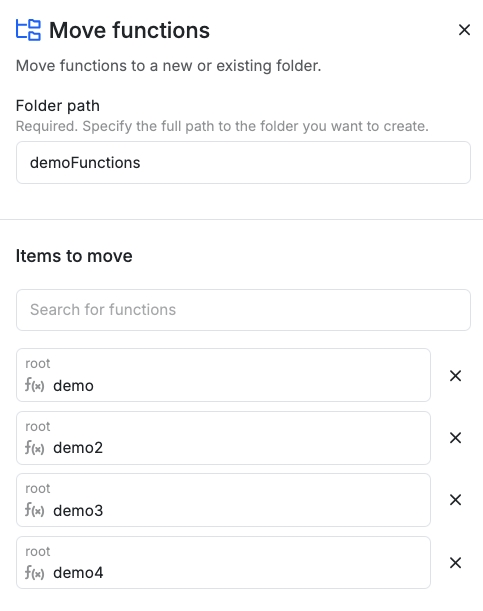 Move functions
Move functions to a new or existing folder.
Folder path
Required. Specify the full path to the folder you want to create.
demoFunctions
Items to move
Search for functions
root
f(x) demo
root
f(x) demo2
root
f(x) demo3
root
f(x) demo4